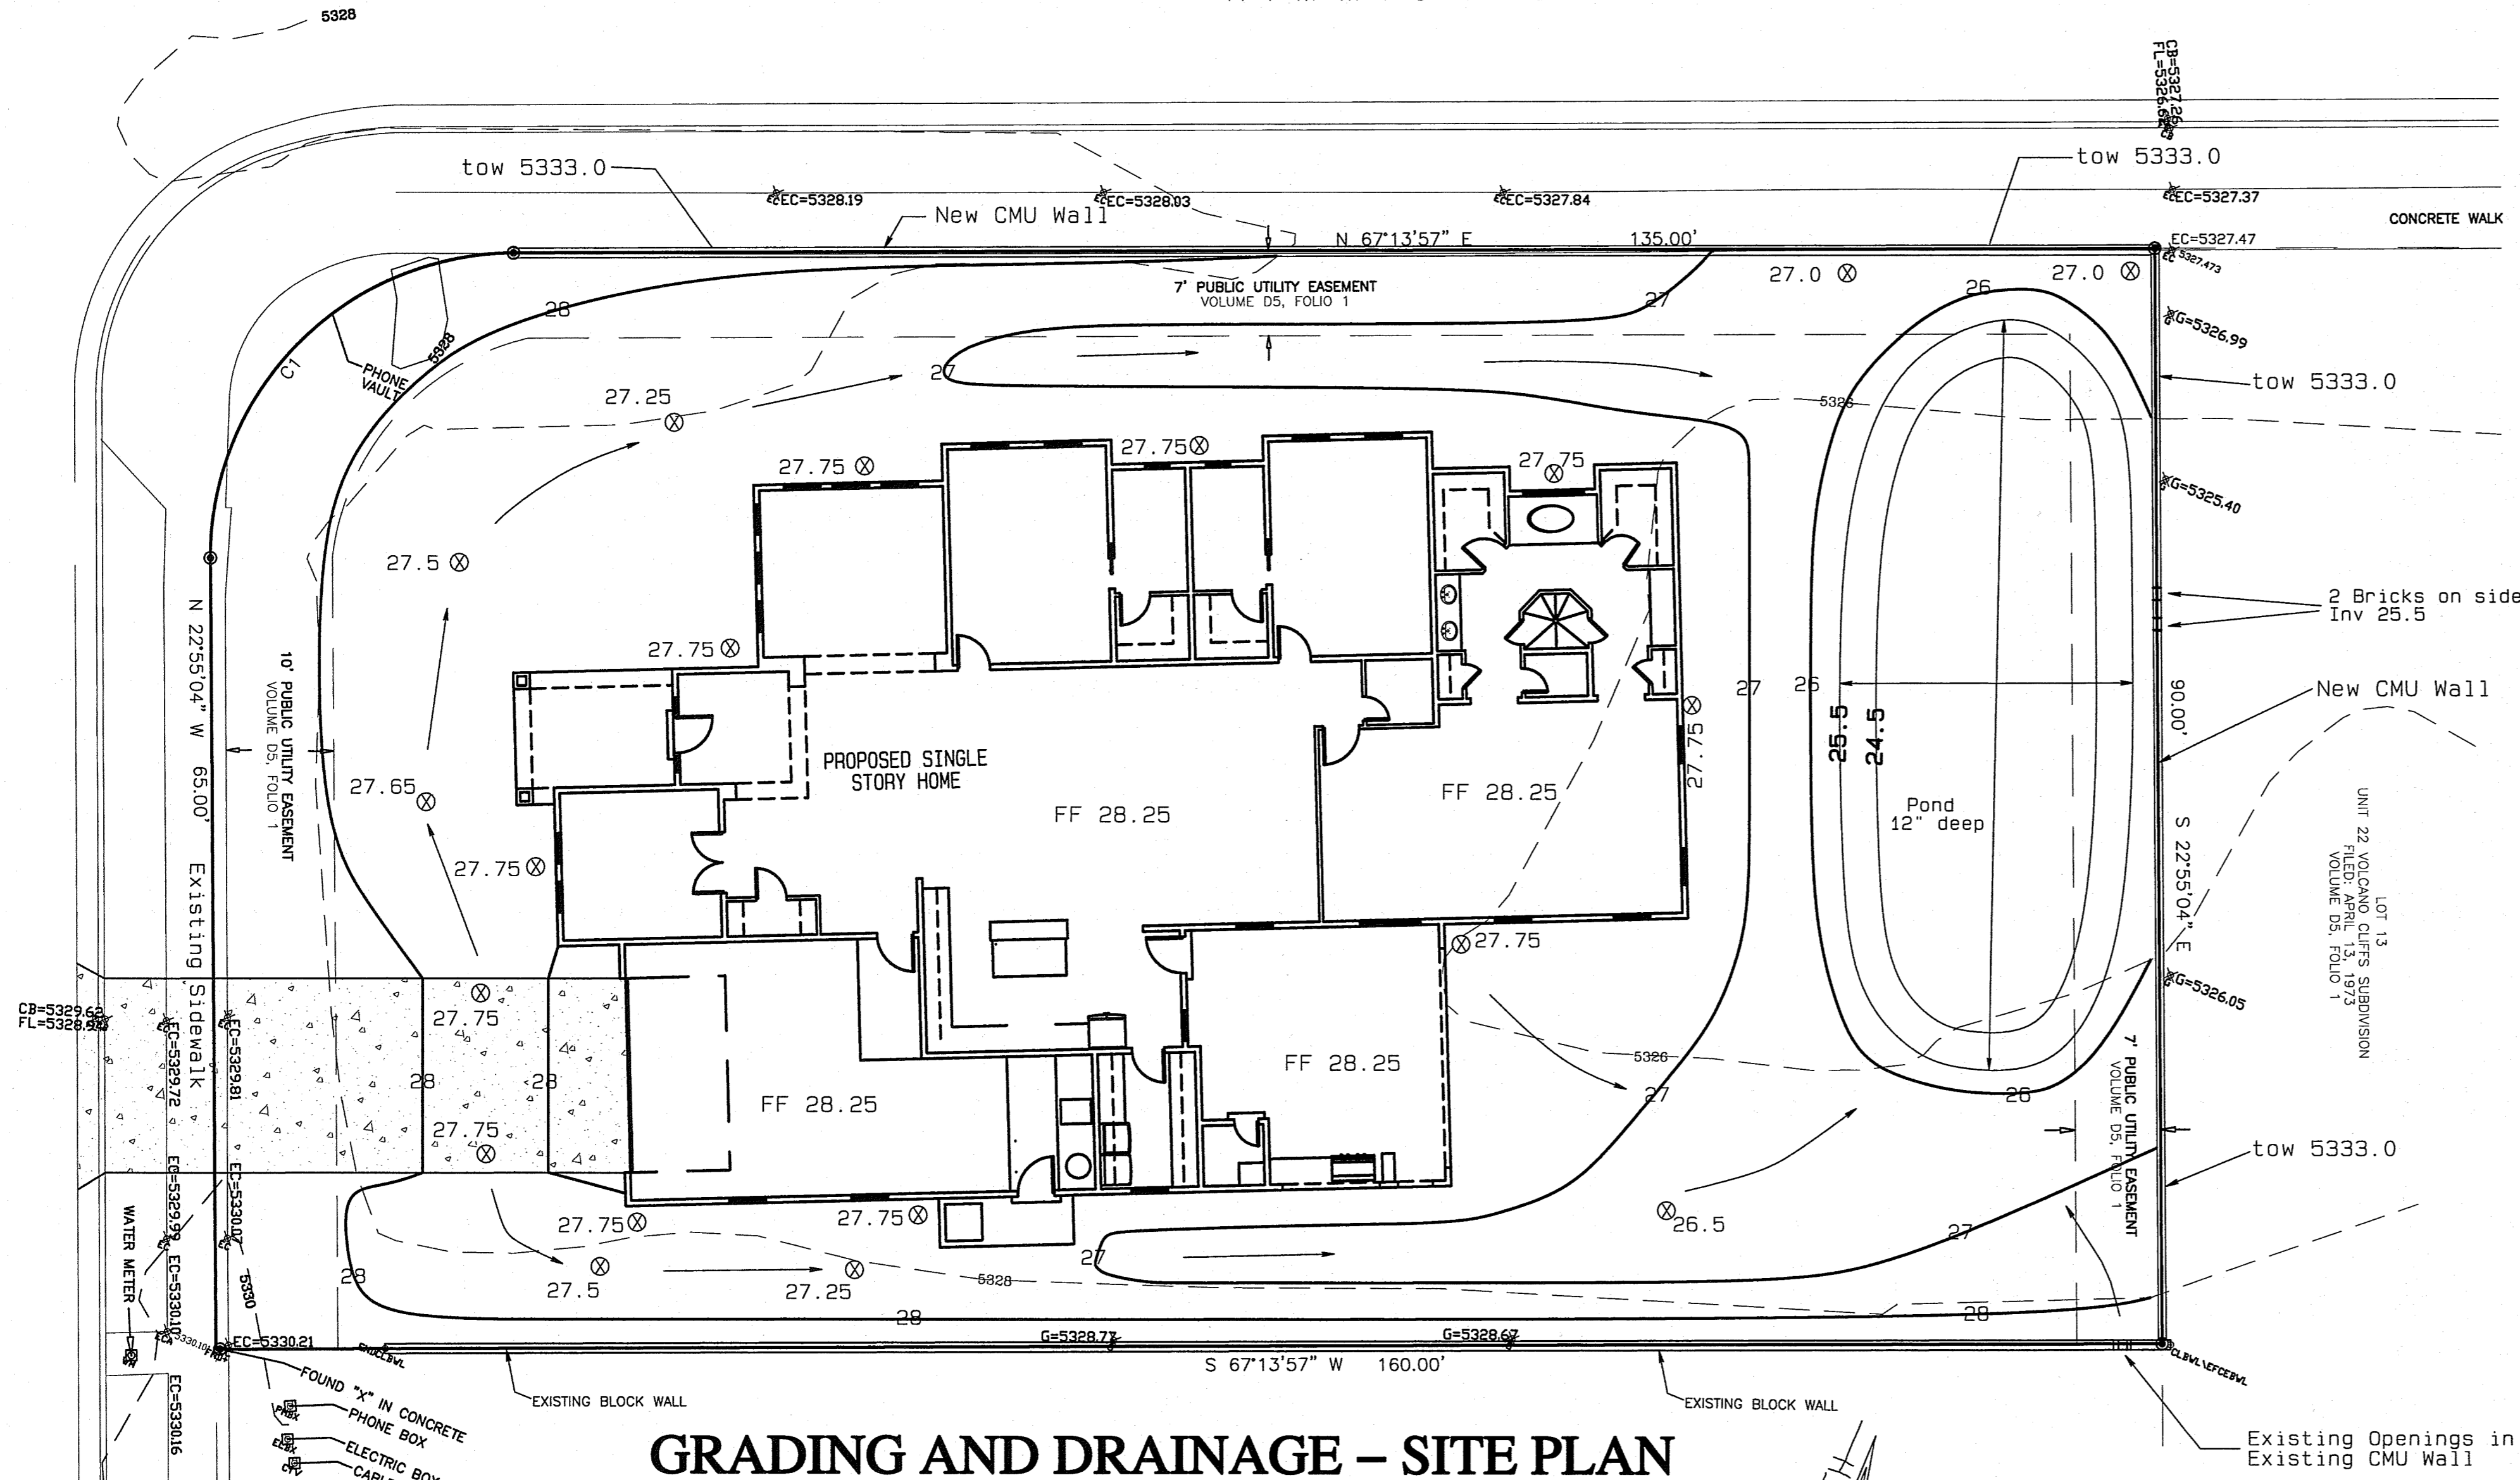 5328
CB=5327.26
FL=5326.62
tow 5333.0
tow 5333.0
EC=5328.19
EC=5328.03
EC=5327.84
EC=5327.37
New CMU Wall
CONCRETE WALK
N 67°13'57" E 135.00'
EC=5327.47
5327.473
27.0
27.0
7' PUBLIC UTILITY EASEMENT
VOLUME D5, FOLIO 1
28
27
26
G=5326.99
C1
5328
PHONE
VAULT
27
tow 5333.0
27.25
5326
27.75
27.75
27.75
G=5325.40
27.5
2 Bricks on side
Inv 25.5
N 22°55'04" W 65.00'
10' PUBLIC UTILITY EASEMENT
VOLUME D5, FOLIO 1
27.75
27
26
New CMU Wall
90.00'
25.5
24.5
27.75
PROPOSED SINGLE
STORY HOME
27.65
FF 28.25
FF 28.25
Pond
12" deep
S 22°55'04" E
LOT 13
UNIT 22 VOLCANO CLIFFS SUBDIVISION
FILED: APRIL 13, 1973
VOLUME D5, FOLIO 1
27.75
Existing Sidewalk
27.75
G=5326.05
CB=5329.62
27.75
EC=5329.72
EC=5329.81
28
28
FF 28.25
FF 28.25
5326
27
26
7' PUBLIC UTILITY EASEMENT
VOLUME D5, FOLIO 1
27.75
tow 5333.0
EC=5329.99
EC=5330.07
WATER METER
27.75
27.75
26.5
27
27
28
27.5
27.25
5328
5330
28
28
EC=5330.10
5330.10
EC=5330.21
G=5328.77
G=5328.67
S 67°13'57" W 160.00'
EC=5330.16
FOUND "X" IN CONCRETE
EXISTING BLOCK WALL
EXISTING BLOCK WALL
PHONE BOX
ELECTRIC BOX
GRADING AND DRAINAGE – SITE PLAN
Existing Openings in
Existing CMU Wall